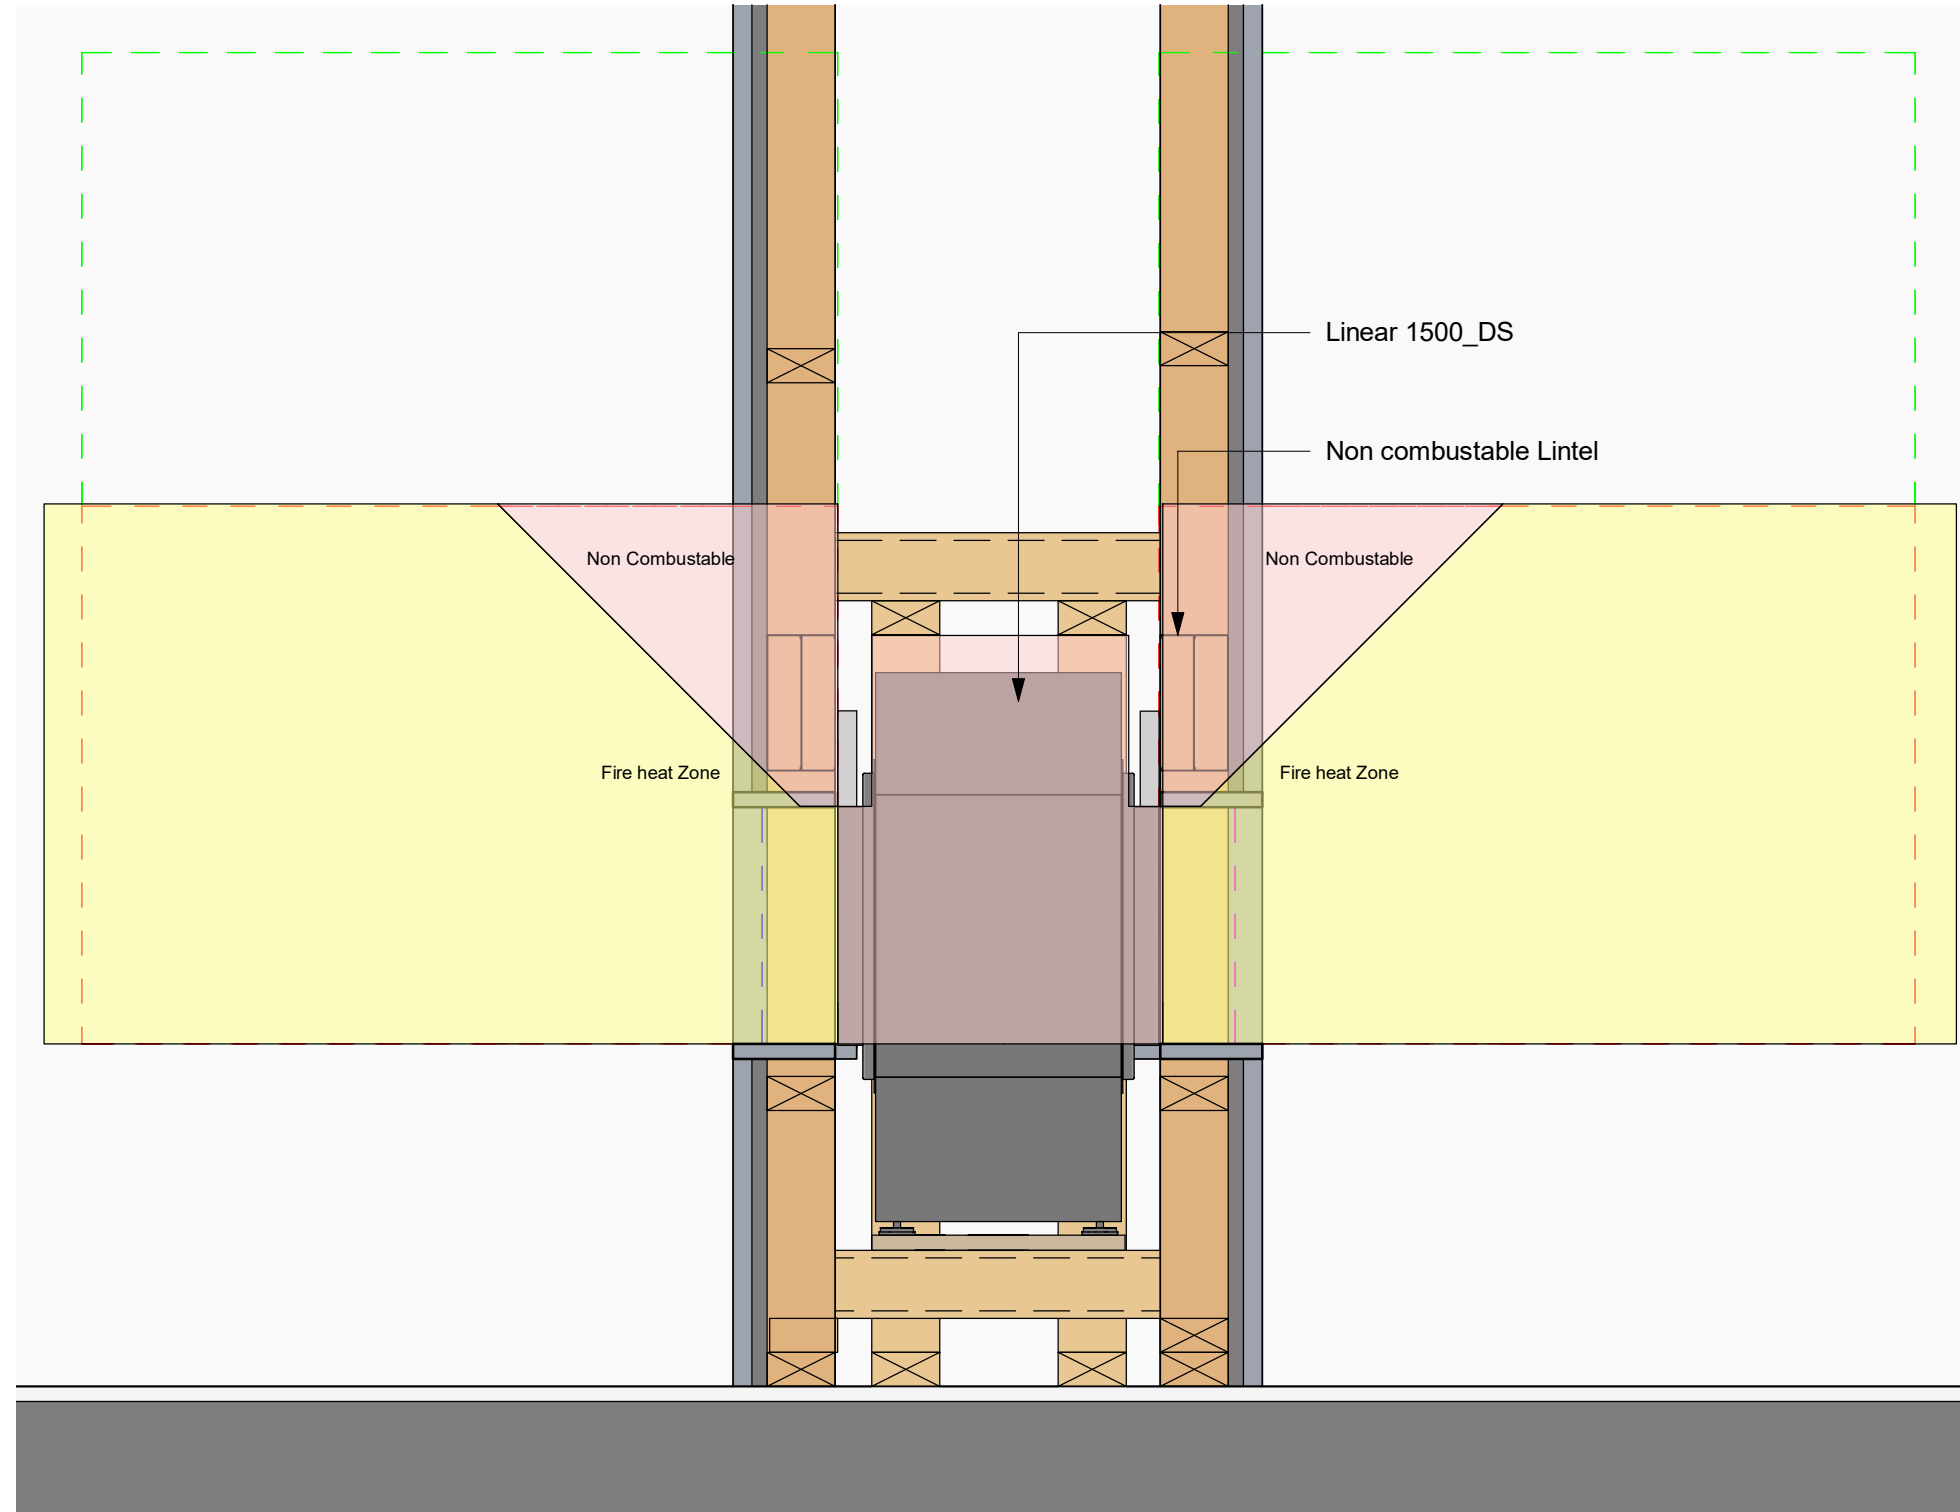 Linear 1500_DS
Non combustable Lintel
Non Combustable
Non Combustable
Fire heat Zone
Fire heat Zone